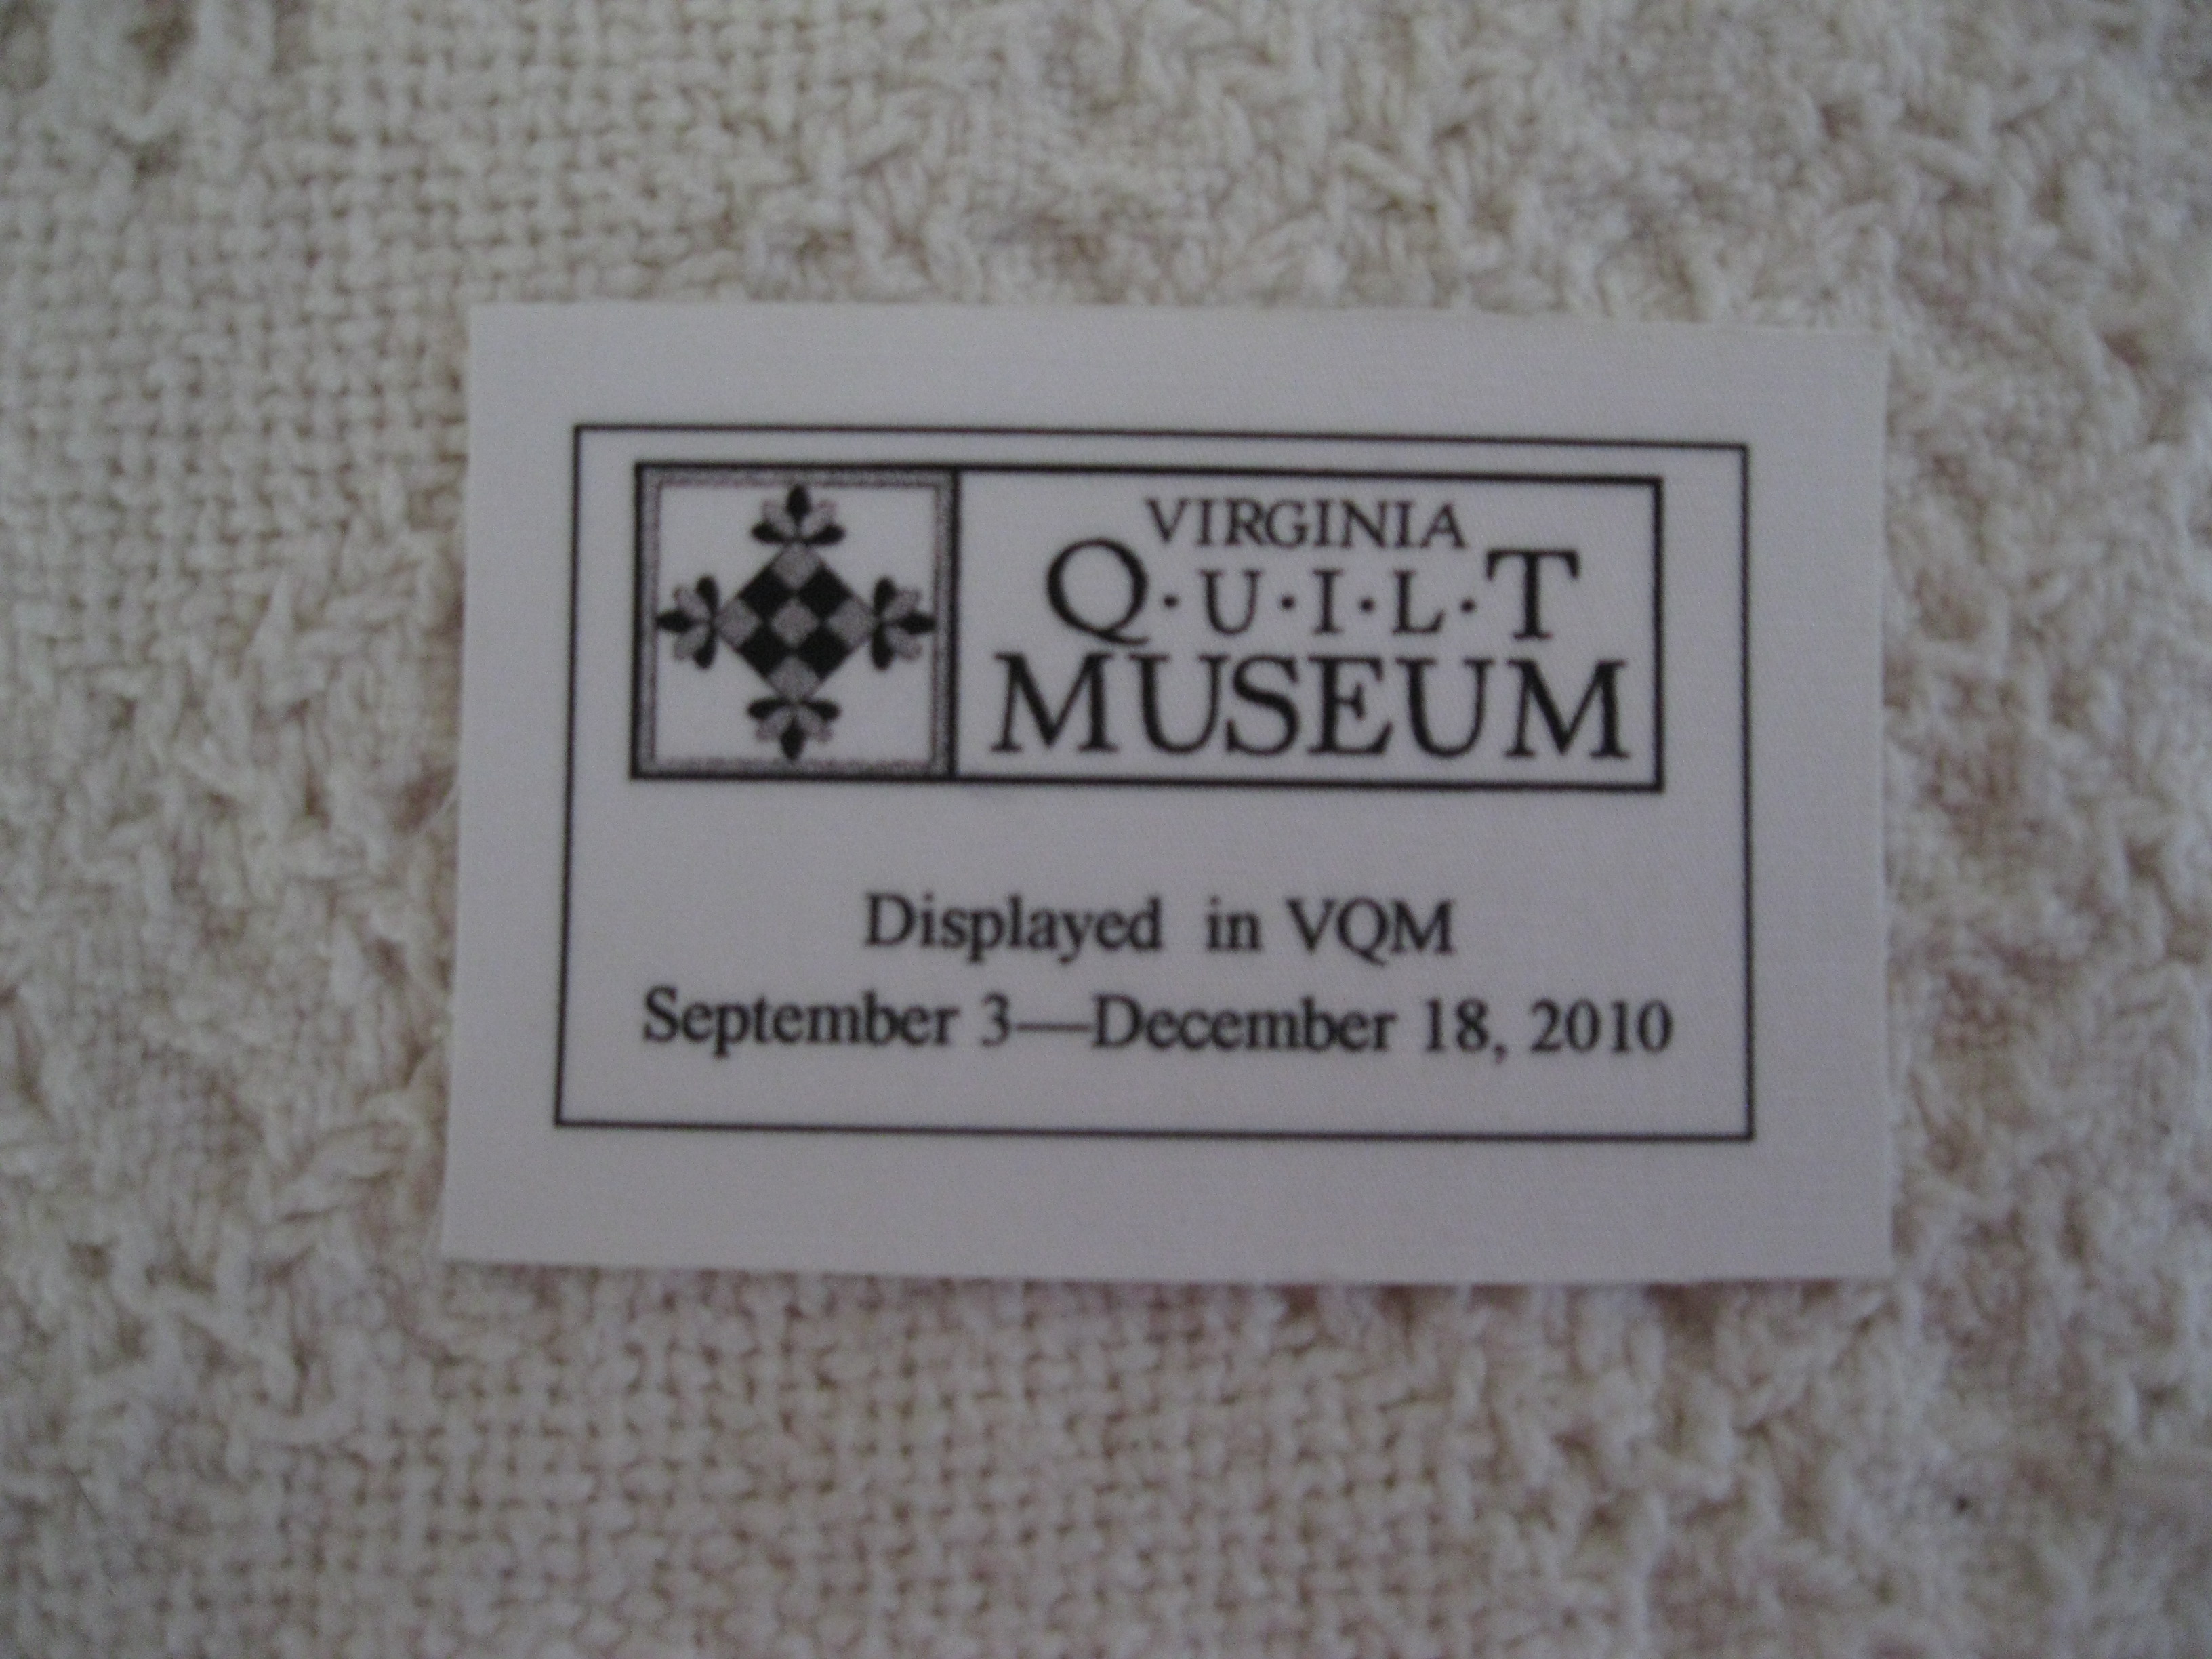 VIRGINIA
Q·U·I·L·T
MUSEUM
Displayed in VQM
September 3—December 18, 2010